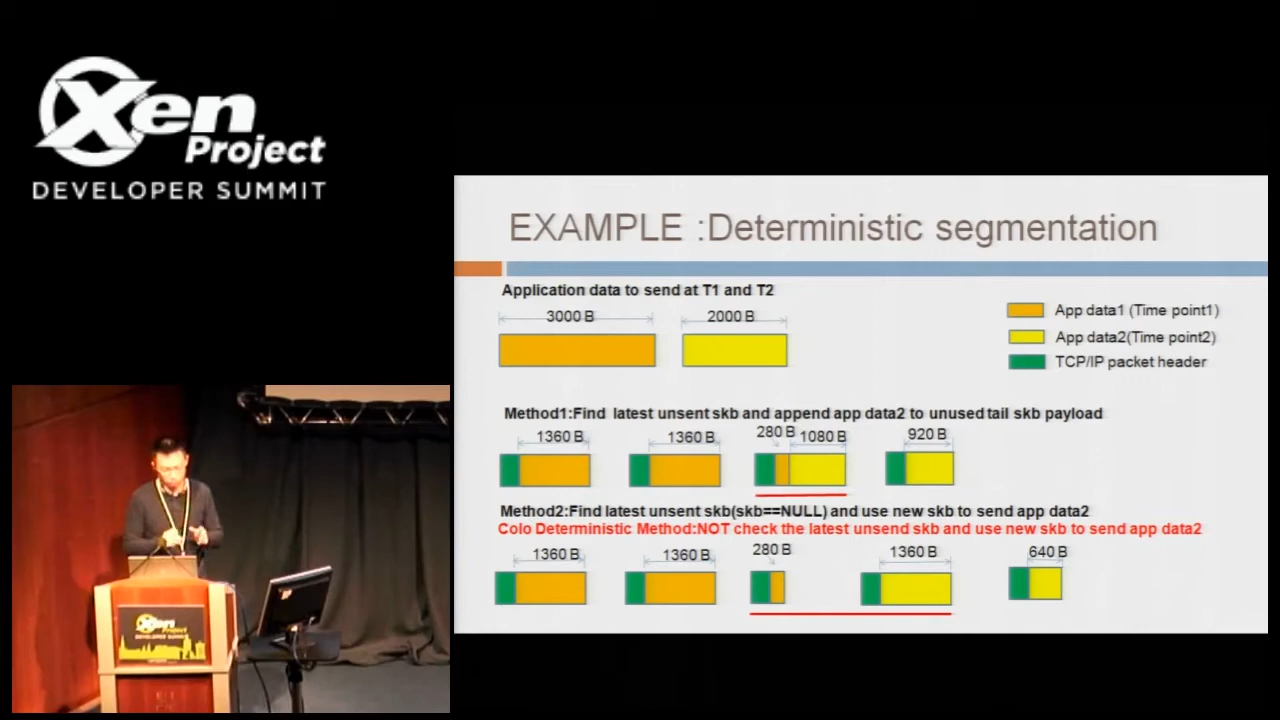 Xen
Project
DEVELOPER SUMMIT
EXAMPLE :Deterministic segmentation
Application data to send at T1 and T2
3000 B
2000 B
App data1 (Time point1)
App data2(Time point2)
TCP/IP packet header
Method1:Find latest unsent skb and append app data2 to unused tail skb payload
1360 B
1360 B
280 B
1080 B
920 B
Method2:Find latest unsent skb(skb==NULL) and use new skb to send app data2
Colo Deterministic Method:NOT check the latest unsend skb and use new skb to send app data2
1360 B
1360 B
280 B
1360 B
640 B
Xen
Project
DEVELOPER SUMMIT